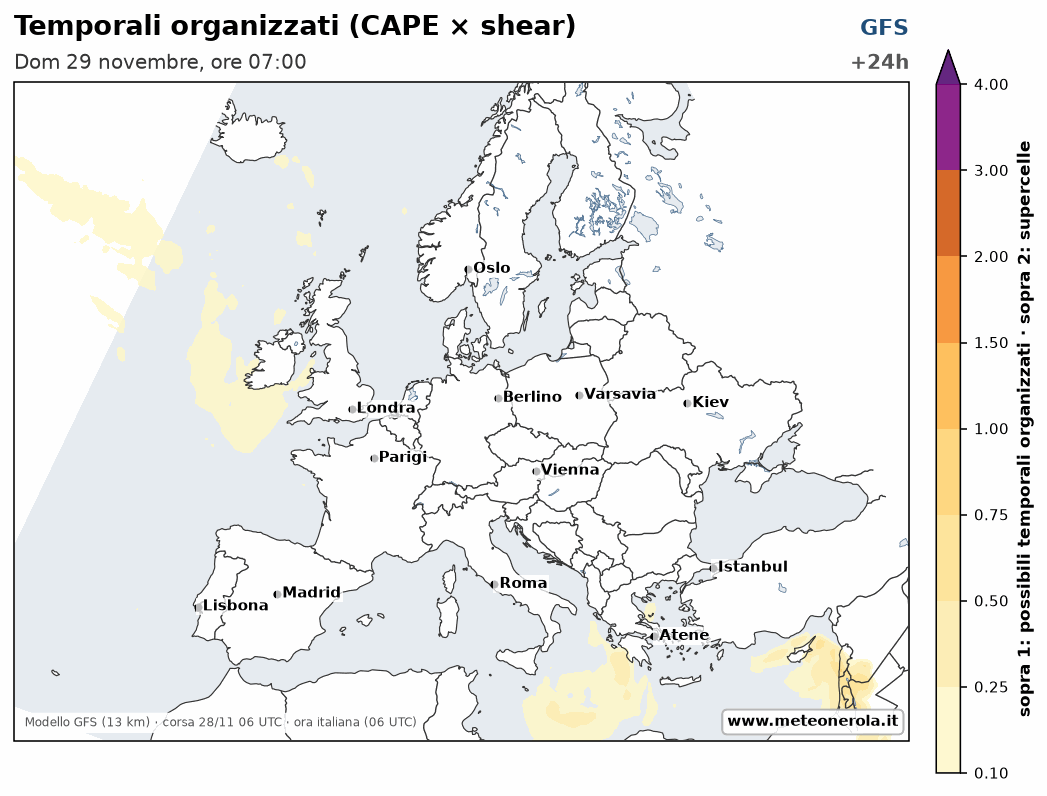 Temporali organizzati (CAPE × shear)
GFS
Dom 29 novembre, ore 07:00
+24h
Oslo
Londra
Berlino
Varsavia
Kiev
Parigi
Vienna
Istanbul
Roma
Madrid
Lisbona
Atene
Modello GFS (13 km) · corsa 28/11 06 UTC · ora italiana (06 UTC)
www.meteonerola.it
4.00
3.00
2.00
1.50
1.00
0.75
0.50
0.25
0.10
sopra 1: possibili temporali organizzati · sopra 2: supercelle